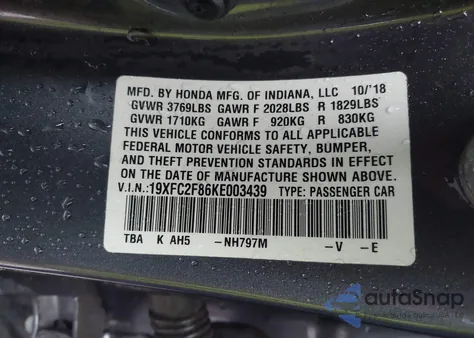 MFD. BY HONDA MFG. OF INDIANA, LLC 10/'18
GVWR 3769LBS GAWR F 2028LBS R 1829LBS
GVWR 1710KG GAWR F 920KG R 830KG
THIS VEHICLE CONFORMS TO ALL APPLICABLE
FEDERAL MOTOR VEHICLE SAFETY, BUMPER,
AND THEFT PREVENTION STANDARDS IN EFFECT
ON THE DATE OF MANUFACTURE SHOWN ABOVE.
V.I.N.: 19XFC2F86KE003439 TYPE: PASSENGER CAR
TBA K AH5 -NH797M -V -E
autoSnap